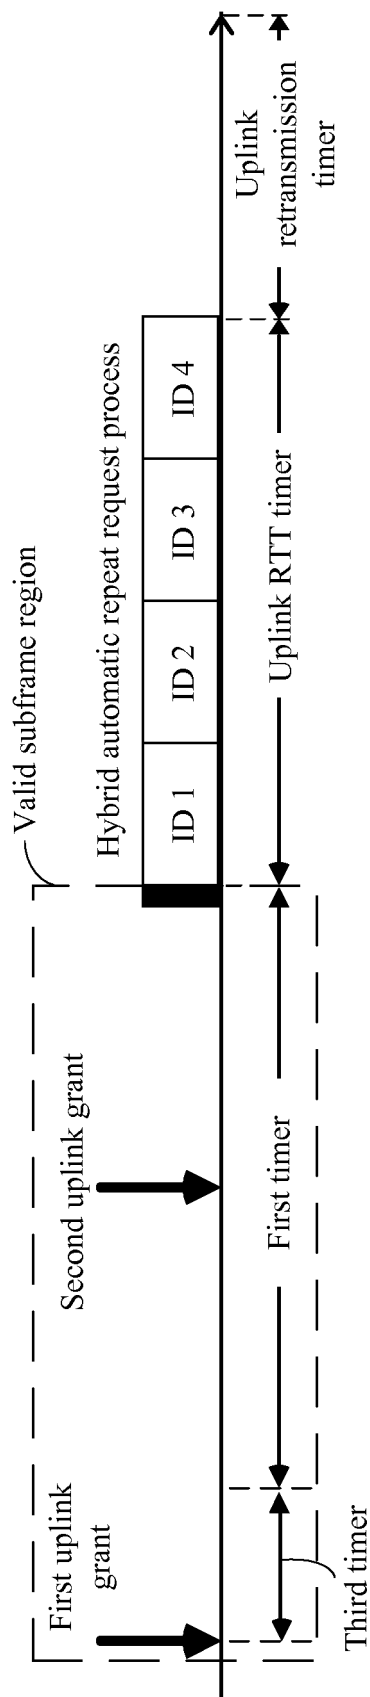 Valid subframe region
First uplink
grant
Second uplink grant
Hybrid automatic repeat request process
ID 1
ID 2
ID 3
ID 4
Third timer
First timer
Uplink RTT timer
Uplink
retransmission
timer